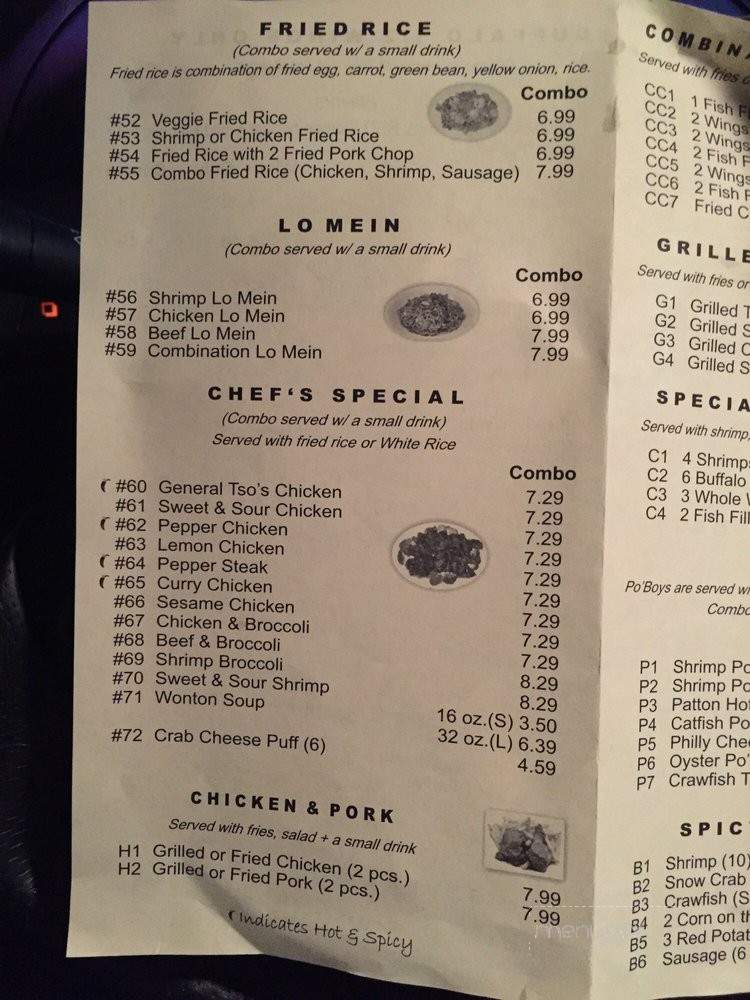 FRIED RICE
(Combo served w/ a small drink)
Fried rice is combination of fried egg, carrot, green bean, yellow onion, rice.
Combo
#52 Veggie Fried Rice 6.99
#53 Shrimp or Chicken Fried Rice 6.99
#54 Fried Rice with 2 Fried Pork Chop 6.99
#55 Combo Fried Rice (Chicken, Shrimp, Sausage) 7.99
LO MEIN
(Combo served w/ a small drink)
Combo
#56 Shrimp Lo Mein 6.99
#57 Chicken Lo Mein 6.99
#58 Beef Lo Mein 7.99
#59 Combination Lo Mein 7.99
CHEF'S SPECIAL
(Combo served w/ a small drink)
Served with fried rice or White Rice
Combo
#60 General Tso's Chicken 7.29
#61 Sweet & Sour Chicken 7.29
#62 Pepper Chicken 7.29
#63 Lemon Chicken 7.29
#64 Pepper Steak 7.29
#65 Curry Chicken 7.29
#66 Sesame Chicken 7.29
#67 Chicken & Broccoli 7.29
#68 Beef & Broccoli 7.29
#69 Shrimp Broccoli 8.29
#70 Sweet & Sour Shrimp 8.29
#71 Wonton Soup 16 oz.(S) 3.50
32 oz.(L) 6.39
#72 Crab Cheese Puff (6) 4.59
CHICKEN & PORK
Served with fries, salad + a small drink
H1 Grilled or Fried Chicken (2 pcs.) 7.99
H2 Grilled or Fried Pork (2 pcs.) 7.99
Indicates Hot & Spicy
COMBINA
Served with fries
CC1 1 Fish F
CC2 2 Wings
CC3 2 Wings
CC4 2 Fish F
CC5 2 Wings
CC6 2 Fish F
CC7 Fried C
GRILLE
Served with fries or
G1 Grilled T
G2 Grilled S
G3 Grilled C
G4 Grilled S
SPECIA
Served with shrimp,
C1 4 Shrimps
C2 6 Buffalo
C3 3 Whole W
C4 2 Fish Fill
Po'Boys are served wi
Combo
P1 Shrimp Po
P2 Shrimp Po
P3 Patton Hot
P4 Catfish Po
P5 Philly Chee
P6 Oyster Po'
P7 Crawfish T
SPICY
B1 Shrimp (10)
B2 Snow Crab
B3 Crawfish (S
B4 2 Corn on th
B5 3 Red Potat
B6 Sausage (6